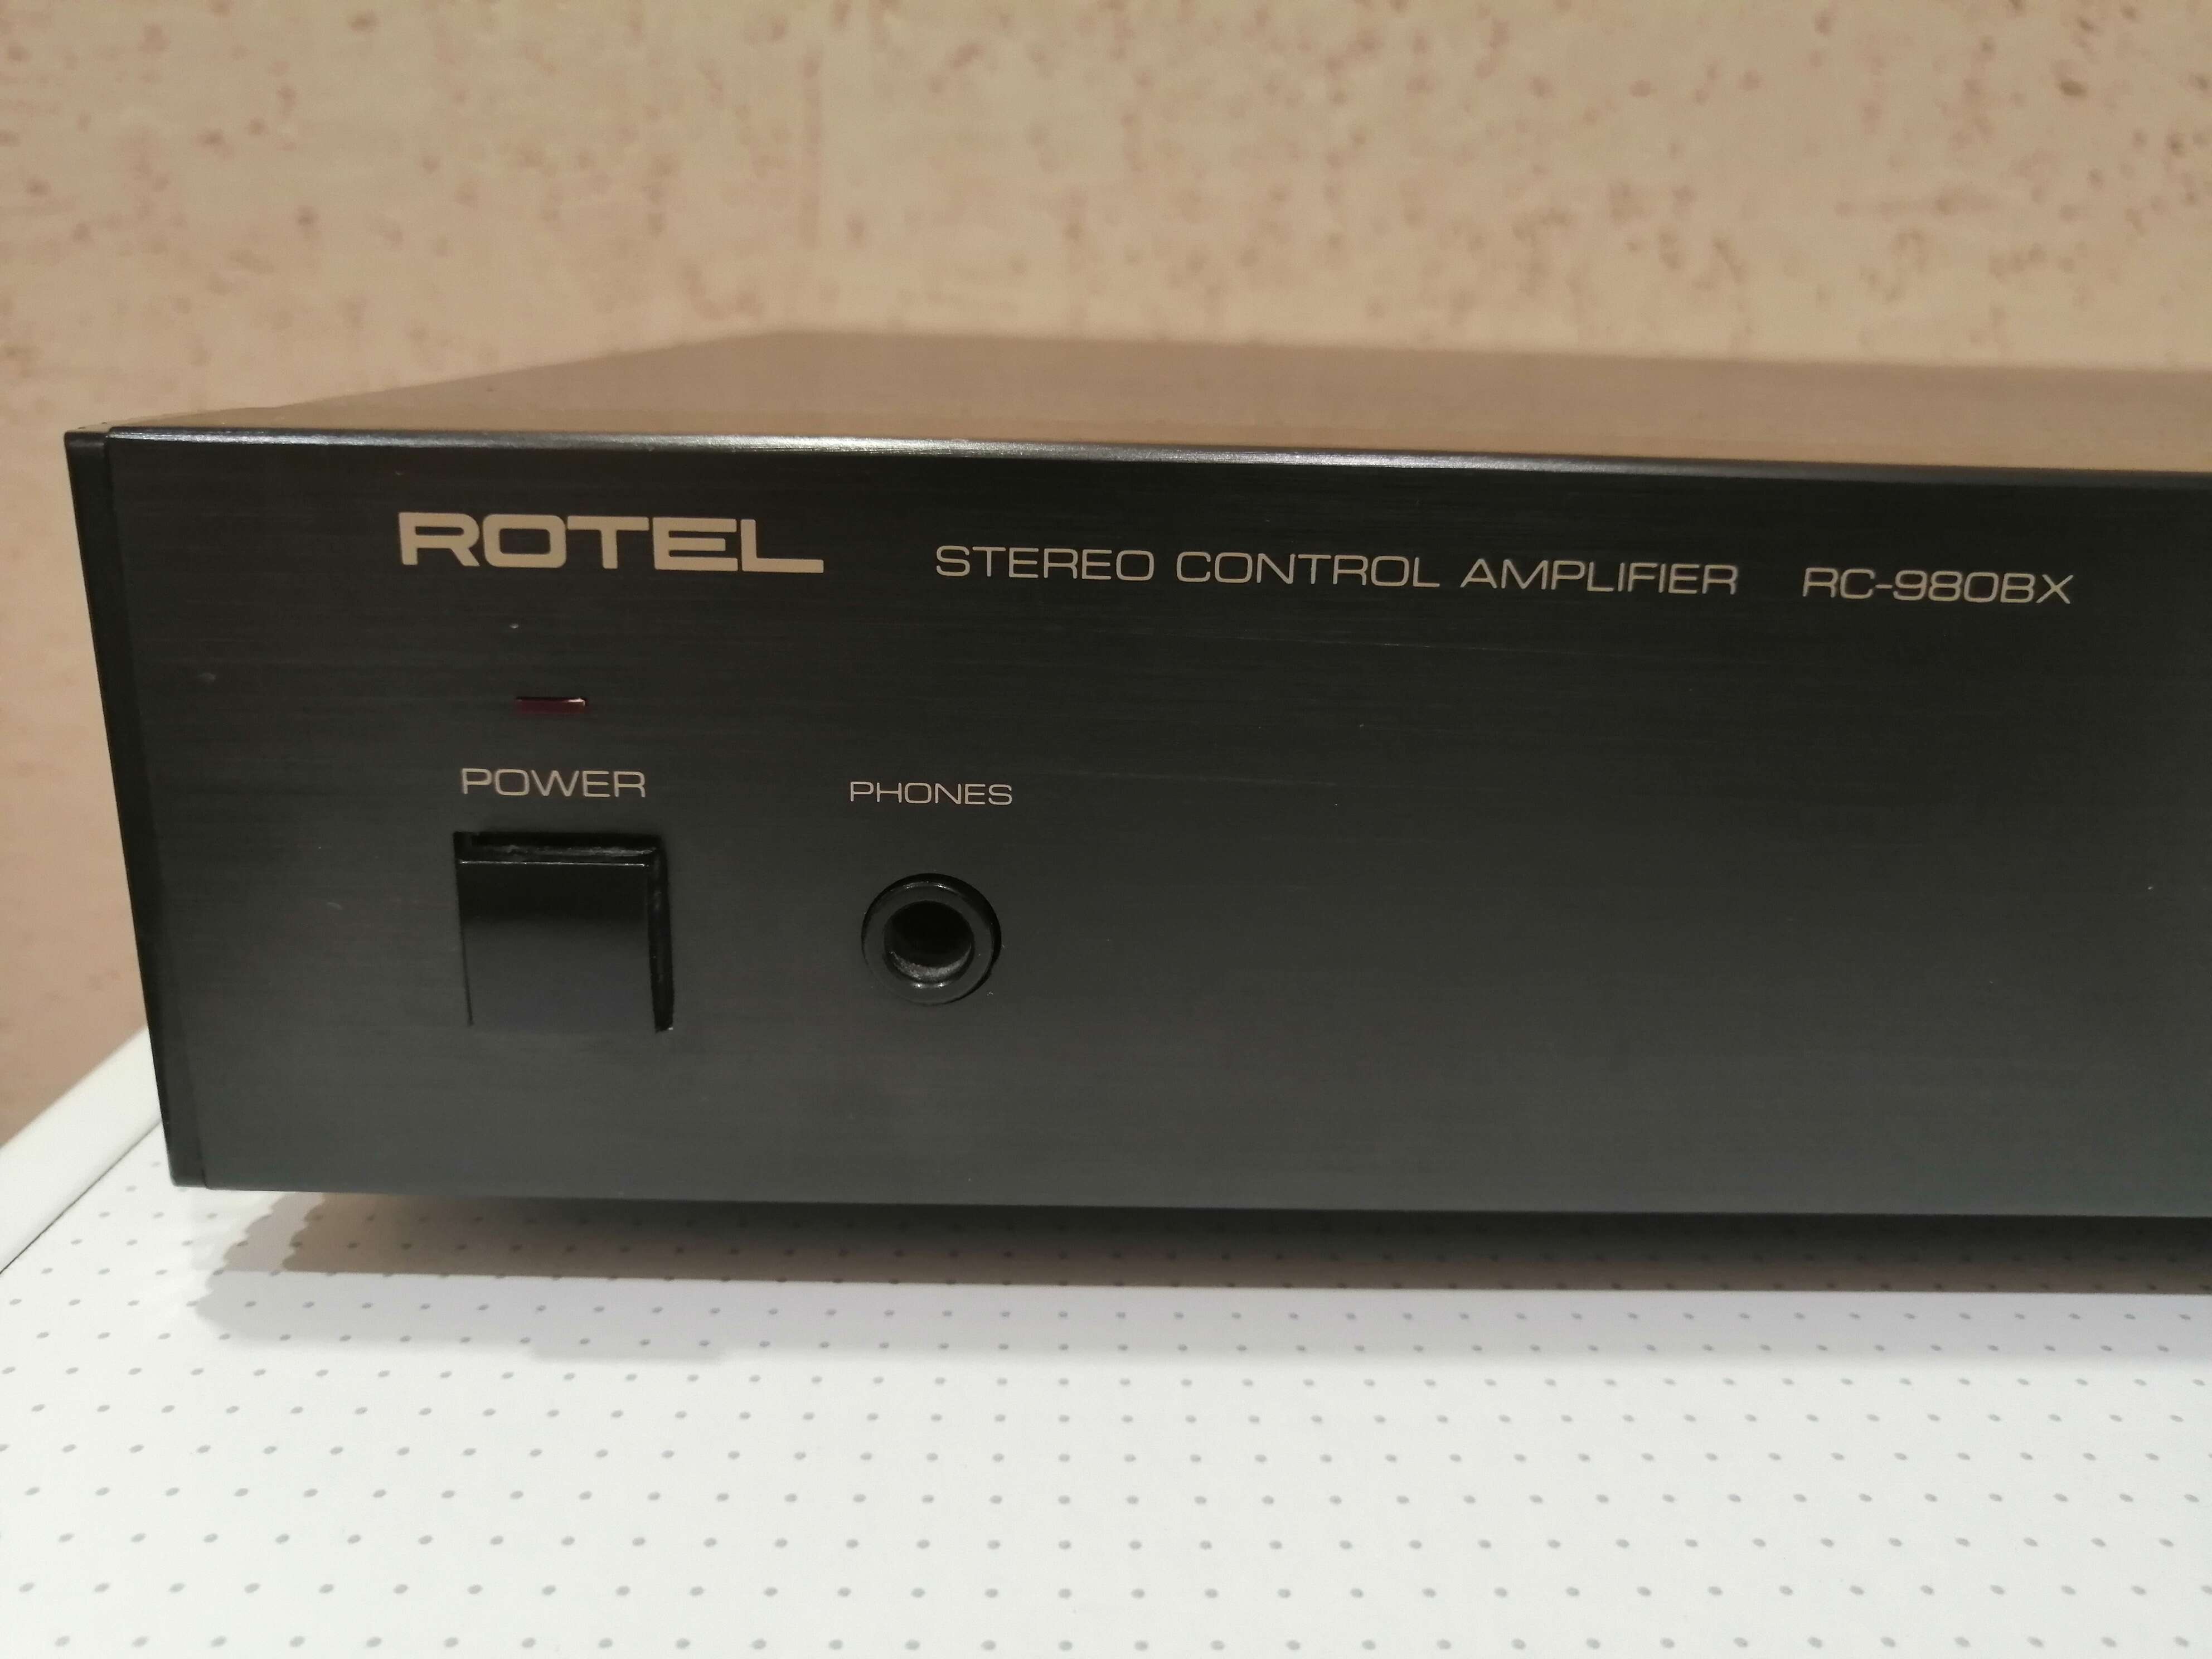 ROTEL STEREO CONTROL AMPLIFIER RC-980BX
POWER PHONES